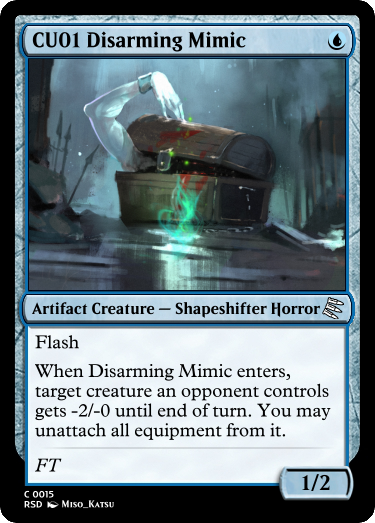 CU01 Disarming Mimic
Artifact Creature — Shapeshifter Horror
Flash
When Disarming Mimic enters,
target creature an opponent controls
gets -2/-0 until end of turn. You may
unattach all equipment from it.
FT
1/2
C 0015
RSD Miso_Katsu